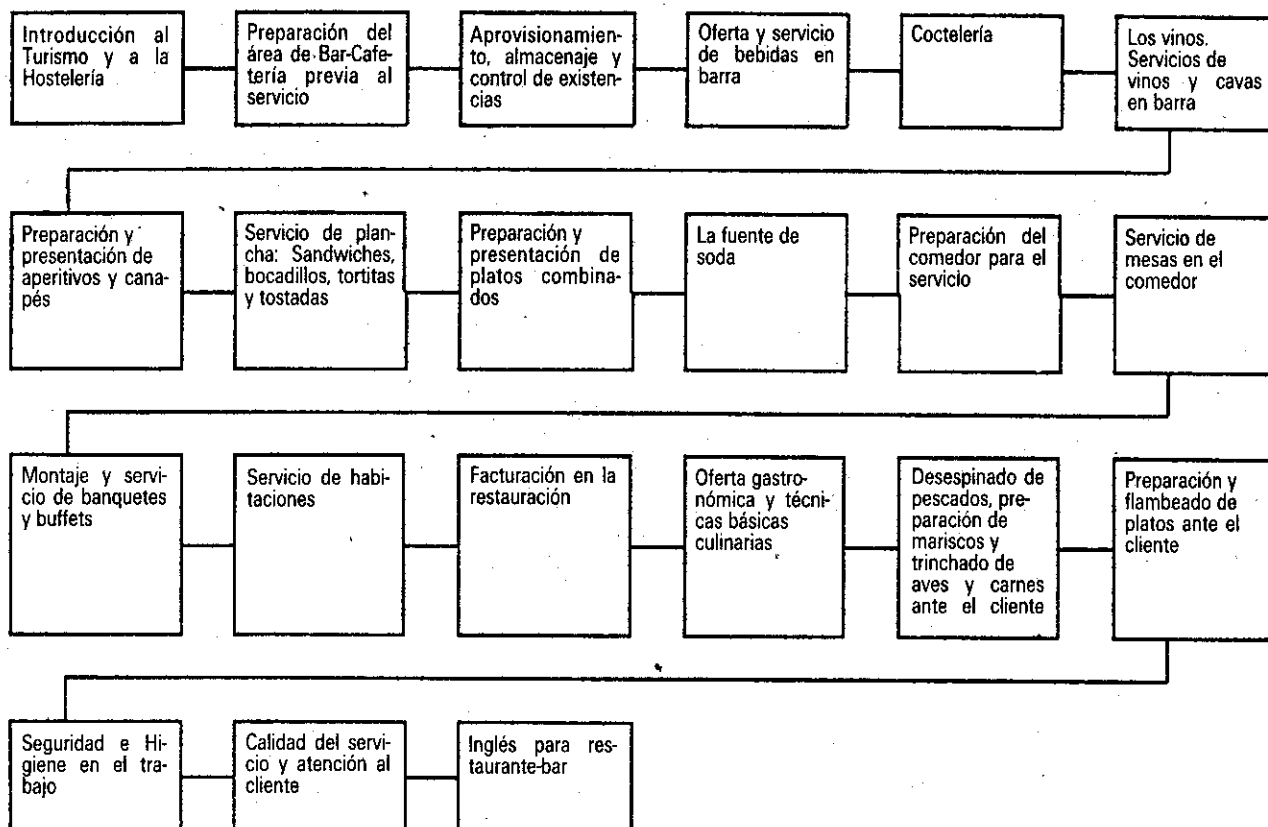 Introducción al
Turismo y a la
Hostelería
Preparación del
área de Bar-Cafe-
tería previa al
servicio
Aprovisionamien-
to, almacenaje y
control de existen-
cias
Oferta y servicio
de bebidas en
barra
Coctelería
Los vinos.
Servicios de
vinos y cavas
en barra
Preparación y
presentación de
aperitivos y cana-
pés
Servicio de plan-
cha: Sandwiches,
bocadillos, tortitas
y tostadas
Preparación y
presentación de
platos combina-
dos
La fuente de
soda
Preparación del
comedor para el
servicio
Servicio de
mesas en el
comedor
Montaje y servi-
cio de banquetes
y buffets
Servicio de habi-
taciones
Facturación en la
restauración
Oferta gastro-
nómica y técni-
cas básicas
culinarias
Desespinado de
pescados, pre-
paración de
mariscos y
trinchado de
aves y carnes
ante el cliente
Preparación y
flambeado de
platos ante el
cliente
Seguridad e Hi-
giene en el tra-
bajo
Calidad del servi-
cio y atención al
cliente
Inglés para res-
taurante-bar